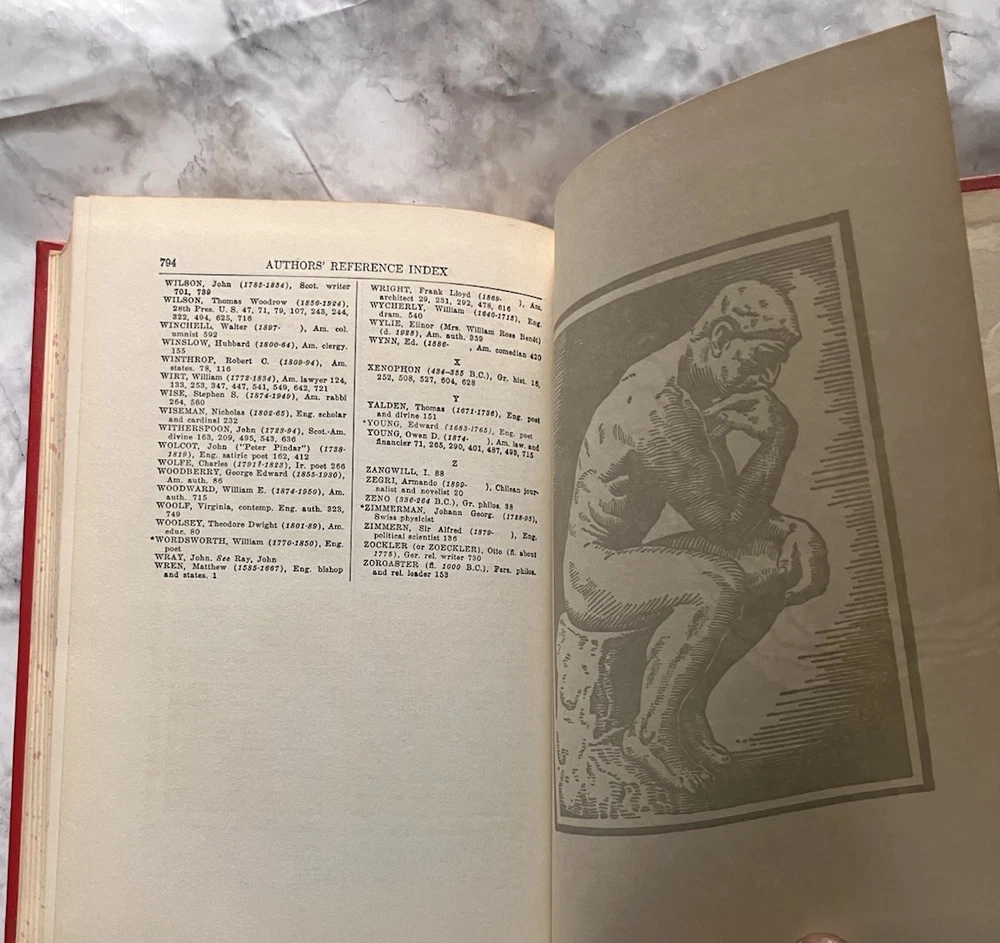 794
AUTHORS' REFERENCE INDEX
WILSON, John (1785-1854), Scot. writer
701, 739
WILSON, Thomas Woodrow (1856-1924),
28th Pres. U. S. 47, 71, 79, 107, 243, 244,
322, 494, 625, 716
WINCHELL, Walter (1897- ), Am. col
umnist 592
WINSLOW, Hubbard (1800-64), Am. clergy.
155
WINTHROP, Robert C. (1809-94), Am.
states. 78, 116
WIRT, William (1772-1834), Am. lawyer 124,
133, 253, 347, 447, 541, 549, 642, 721
WISE, Stephen S. (1874-1949), Am. rabbi
264, 560
WISEMAN, Nicholas (1802-65), Eng. scholar
and cardinal 232
WITHERSPOON, John (1723-94), Scot.-Am.
divine 163, 209, 495, 543, 636
WOLCOT, John ("Peter Pindar") (1738-
1819), Eng. satiric poet 162, 412
WOLFE, Charles (1791?-1823), Ir. poet 266
WOODBERRY, George Edward (1855-1930),
Am. auth. 86
WOODWARD, William E. (1874-1950), Am.
auth. 715
WOOLF, Virginia, contemp. Eng. auth. 323,
749
WOOLSEY, Theodore Dwight (1801-89), Am.
educ. 80
*WORDSWORTH, William (1770-1850), Eng.
poet
WRAY, John. See Ray, John
WREN, Matthew (1585-1667), Eng. bishop
and states. 1
WRIGHT, Frank Lloyd (1869- ), Am.
architect 29, 231, 292, 478, 616
WYCHERLY, William (1640-1715), Eng.
dram. 540
WYLIE, Elinor (Mrs. William Ross Benét)
(d. 1928), Am. auth. 359
WYNN, Ed. (1886- , Am. comedian 420
X
XENOPHON (434-355 B.C.), Gr. hist. 18,
252, 508, 527, 604, 628
Y
YALDEN, Thomas (1671-1736), Eng. poet
and divine 151
*YOUNG, Edward (1683-1765), Eng. poet
YOUNG, Owen D. (1874- ), Am. law. and
financier 71, 265, 290, 401, 487, 493, 715
Z
ZANGWILL, I. 88
ZEGRI, Armando (1899- ), Chilean jour-
nalist and novelist 20
ZENO (336-264 B.C.), Gr. philos. 38
*ZIMMERMAN, Johann Georg. (1728-95),
Swiss physicist
ZIMMERN, Sir Alfred (1879- ), Eng.
political scientist 136
ZOCKLER (or ZOECKLER), Otto (fl. about
1775), Ger. rel. writer 730
ZOROASTER (fl. 1000 B.C.), Pers. philos.
and rel. leader 153